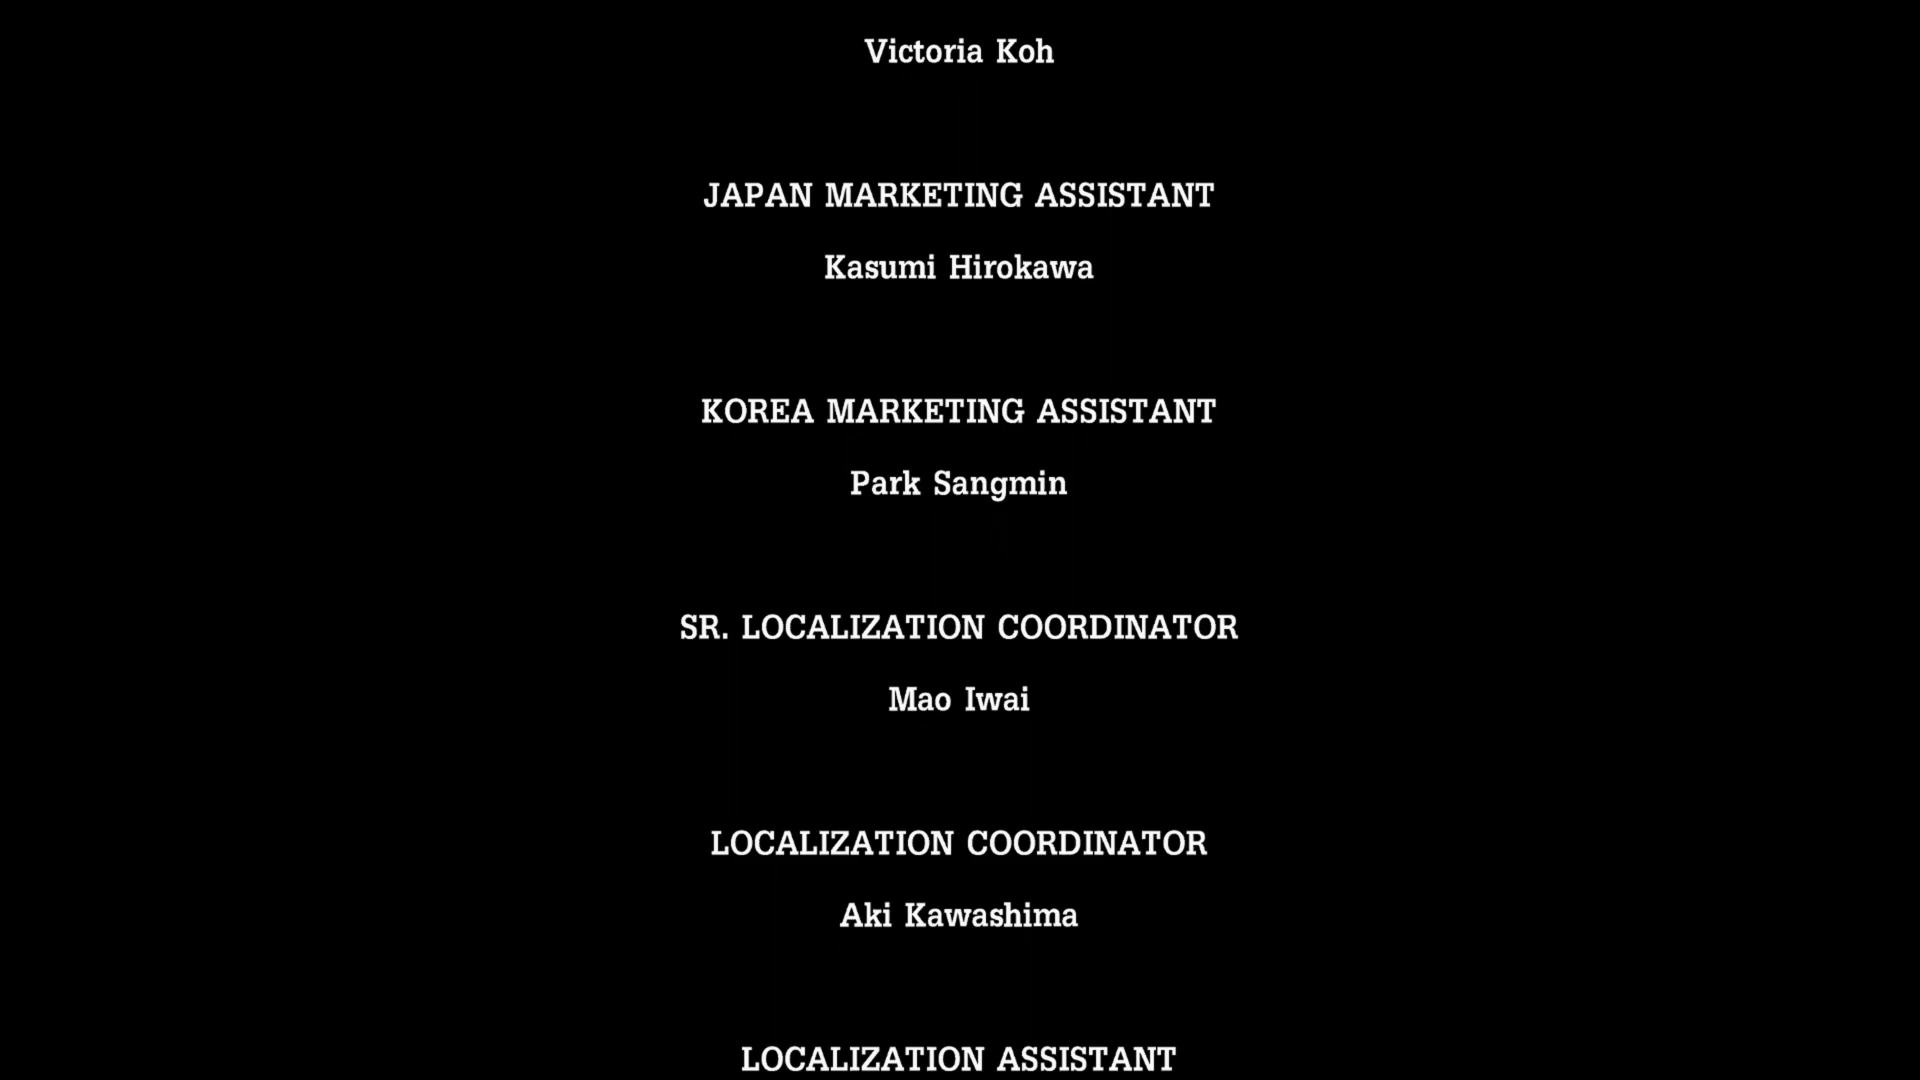 Victoria Koh
JAPAN MARKETING ASSISTANT
Kasumi Hirokawa
KOREA MARKETING ASSISTANT
Park Sangmin
SR. LOCALIZATION COORDINATOR
Mao Iwai
LOCALIZATION COORDINATOR
Aki Kawashima
LOCALIZATION ASSISTANT